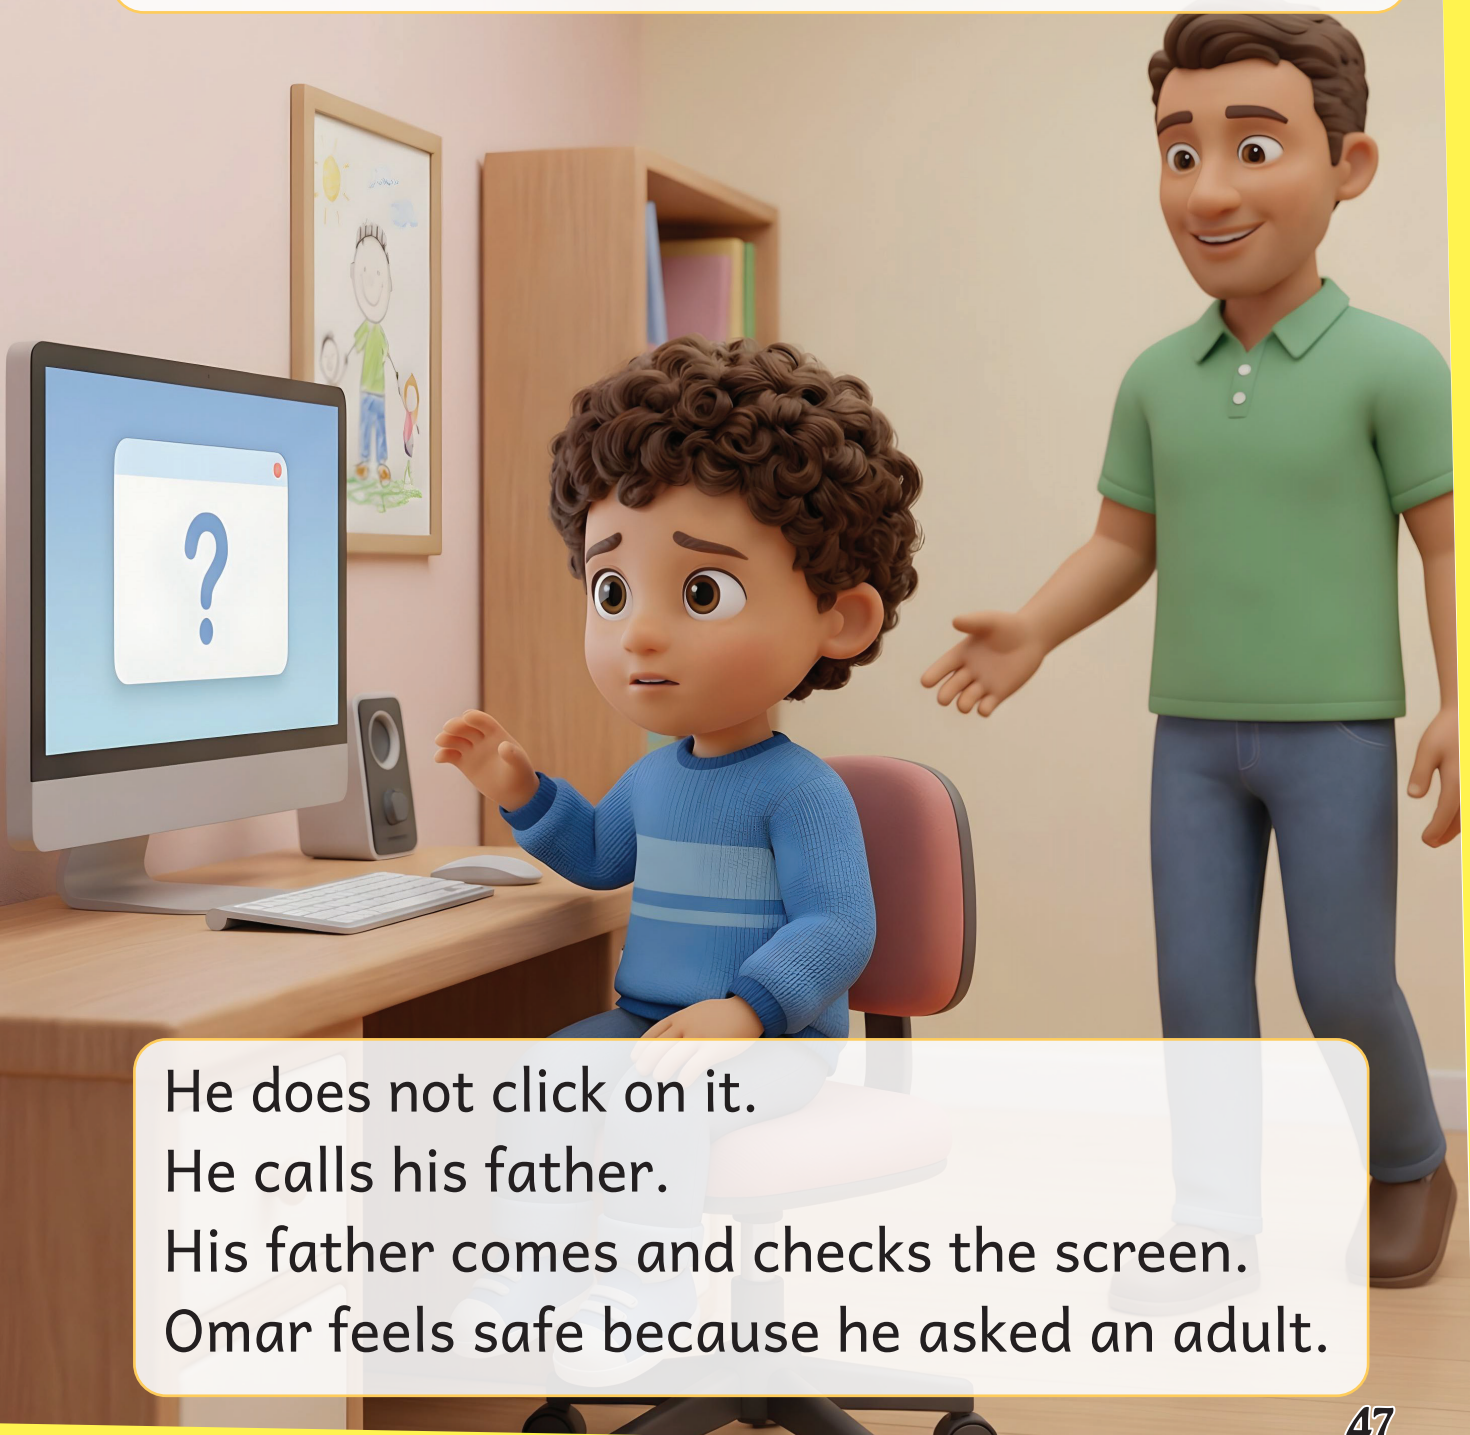 ?
He does not click on it.
He calls his father.
His father comes and checks the screen.
Omar feels safe because he asked an adult.
47